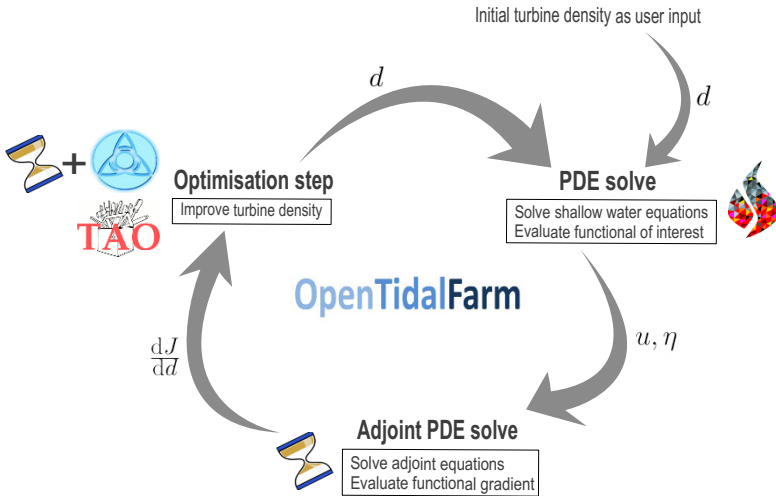 Initial turbine density as user input
d
d
+
Optimisation step
Improve turbine density
TAO
PDE solve
Solve shallow water equations
Evaluate functional of interest
OpenTidalFarm
u, η
dJ
dd
Adjoint PDE solve
Solve adjoint equations
Evaluate functional gradient